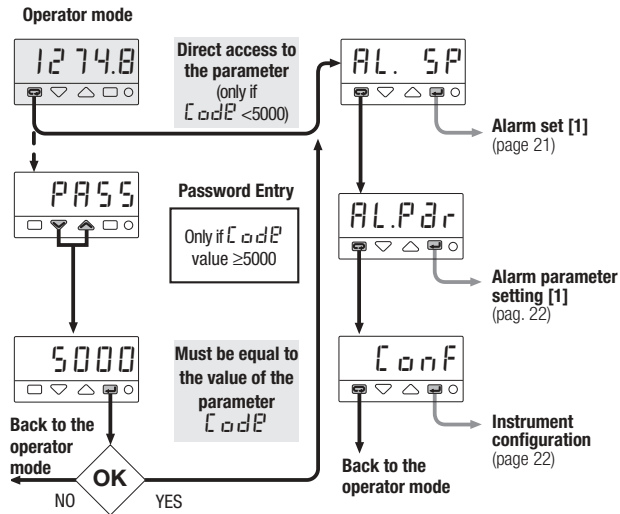 Operator mode
1274.8
Direct access to
the parameter
(only if
CodP <5000)
AL. SP
Alarm set [1]
(page 21)
PASS
Password Entry
Only if CodP
value ≥5000
AL.Par
Alarm parameter
setting [1]
(pag. 22)
5000
Must be equal to
the value of the
parameter
CodP
ConF
Instrument
configuration
(page 22)
Back to the
operator
mode
OK
NO
YES
Back to the
operator mode